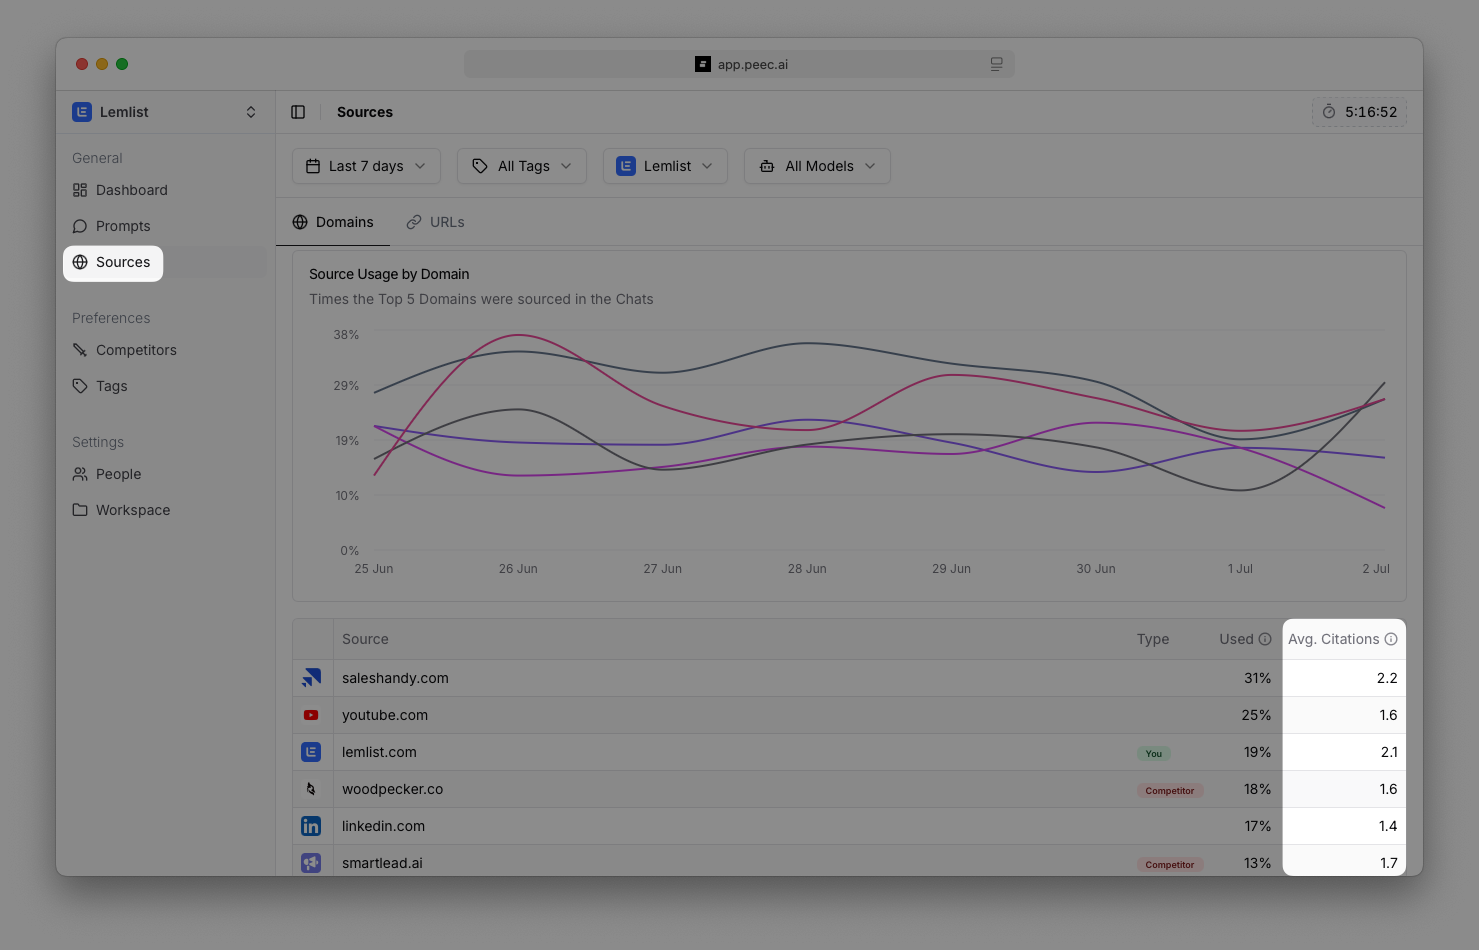 app.peec.ai
Lemlist
Sources
5:16:52
General
Dashboard
Prompts
Sources
Preferences
Competitors
Tags
Settings
People
Workspace
Last 7 days
All Tags
Lemlist
All Models
Domains
URLs
Source Usage by Domain
Times the Top 5 Domains were sourced in the Chats
38%
29%
19%
10%
0%
25 Jun 26 Jun 27 Jun 28 Jun 29 Jun 30 Jun 1 Jul 2 Jul
Source Type Used Avg. Citations
saleshandy.com 31% 2.2
youtube.com 25% 1.6
lemlist.com You 19% 2.1
woodpecker.co Competitor 18% 1.6
linkedin.com 17% 1.4
smartlead.ai Competitor 13% 1.7